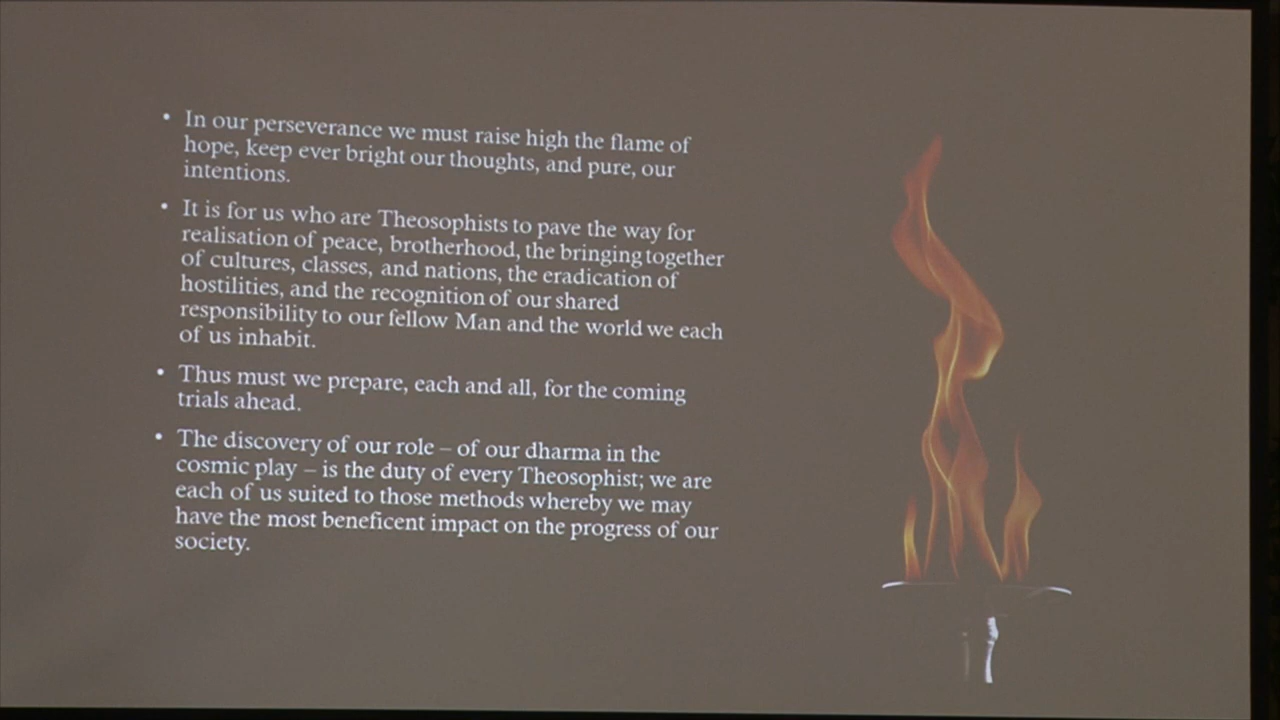 • In our perseverance we must raise high the flame of
hope, keep ever bright our thoughts, and pure, our
intentions.
• It is for us who are Theosophists to pave the way for
realisation of peace, brotherhood, the bringing together
of cultures, classes, and nations, the eradication of
hostilities, and the recognition of our shared
responsibility to our fellow Man and the world we each
of us inhabit.
• Thus must we prepare, each and all, for the coming
trials ahead.
• The discovery of our role – of our dharma in the
cosmic play – is the duty of every Theosophist; we are
each of us suited to those methods whereby we may
have the most beneficent impact on the progress of our
society.